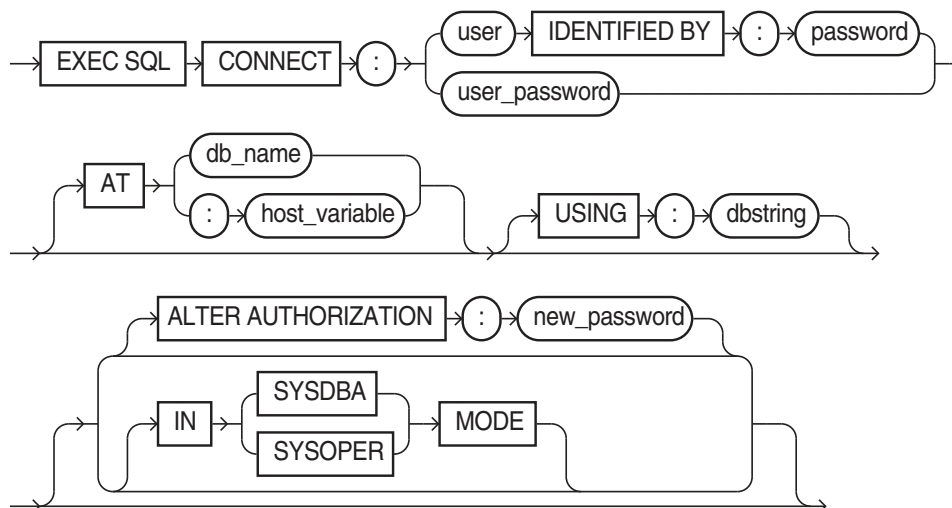 user IDENTIFIED BY : password
EXEC SQL CONNECT :
user_password
db_name
AT
: host_variable
USING : dbstring
ALTER AUTHORIZATION : new_password
SYSDBA
IN MODE
SYSOPER